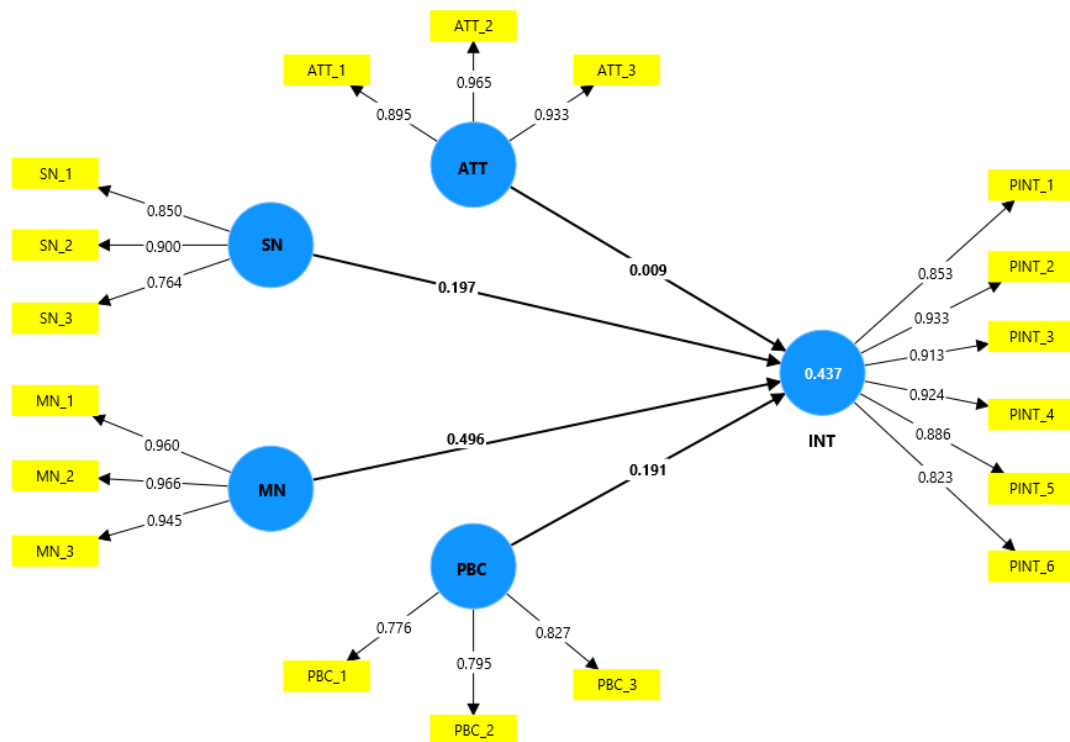 ATT_2
ATT_1
ATT_3
0.965
0.895
0.933
ATT
SN_1
SN_2
SN_3
0.850
0.900
0.764
SN
0.197
0.009
MN_1
MN_2
MN_3
0.960
0.966
0.945
MN
0.496
0.191
PBC
0.776
0.795
0.827
PBC_1
PBC_2
PBC_3
0.437
INT
0.853
0.933
0.913
0.924
0.886
0.823
PINT_1
PINT_2
PINT_3
PINT_4
PINT_5
PINT_6